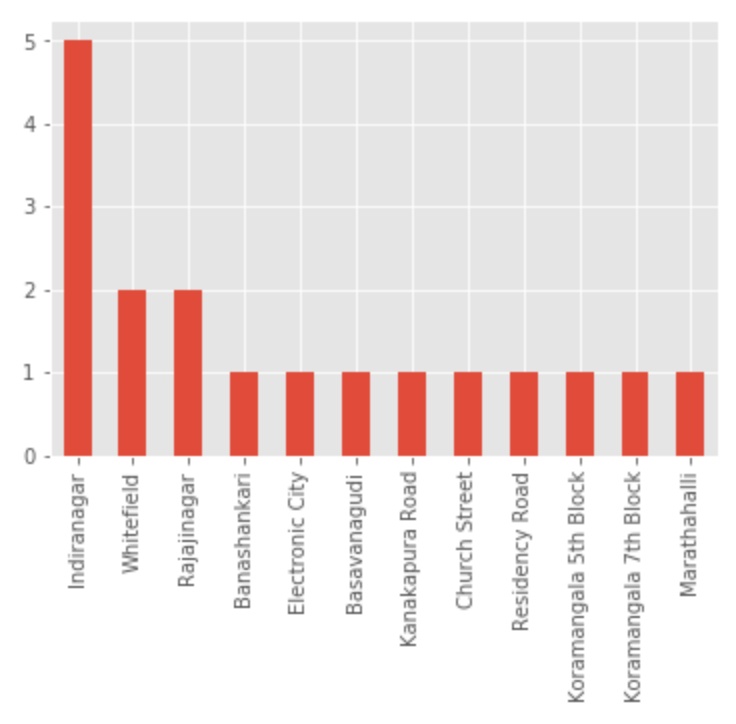 5
4
3
2
1
0
Indiranagar
Whitefield
Rajajinagar
Banashankari
Electronic City
Basavanagudi
Kanakapura Road
Church Street
Residency Road
Koramangala 5th Block
Koramangala 7th Block
Marathahalli